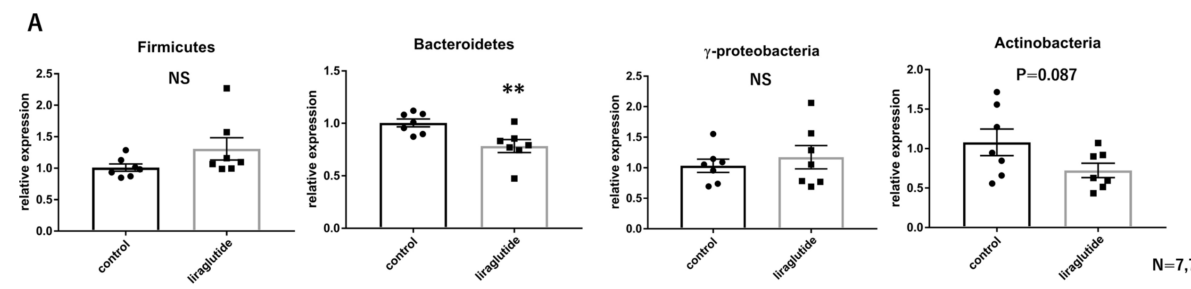 A
Firmicutes
NS
relative expression
2.5
2.0
1.5
1.0
0.5
0.0
control
liraglutide
Bacteroidetes
**
relative expression
1.5
1.0
0.5
0.0
control
liraglutide
γ-proteobacteria
NS
relative expression
2.5
2.0
1.5
1.0
0.5
0.0
control
liraglutide
Actinobacteria
P=0.087
relative expression
2.0
1.5
1.0
0.5
0.0
control
liraglutide
N=7,